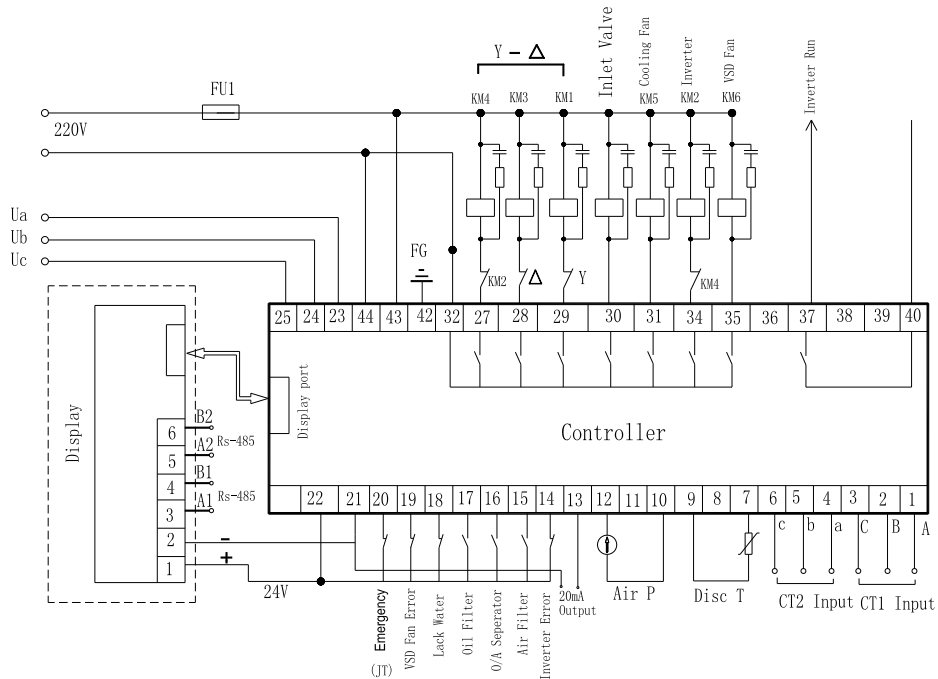 Y - Δ
Inlet Valve
Cooling Fan
Inverter
VSD Fan
Inverter Run
FU1
KM4
KM3
KM1
KM5
KM2
KM6
220V
Ua
Ub
Uc
FG
KM2
Δ
Y
KM4
25 24 23 44 43 42 32 27 28 29 30 31 34 35 36 37 38 39 40
Display
Display port
Controller
B2
6
Rs-485
A2
5
B1
4
Rs-485
A1
3
2
-
1
+
22 21 20 19 18 17 16 15 14 13 12 11 10 9 8 7 6 5 4 3 2 1
c b a C B A
24V
20mA
Output
Air P
Disc T
CT2 Input
CT1 Input
Emergency
(JT)
VSD Fan Error
Lack Water
Oil Filter
O/A Seperator
Air Filter
Inverter Error